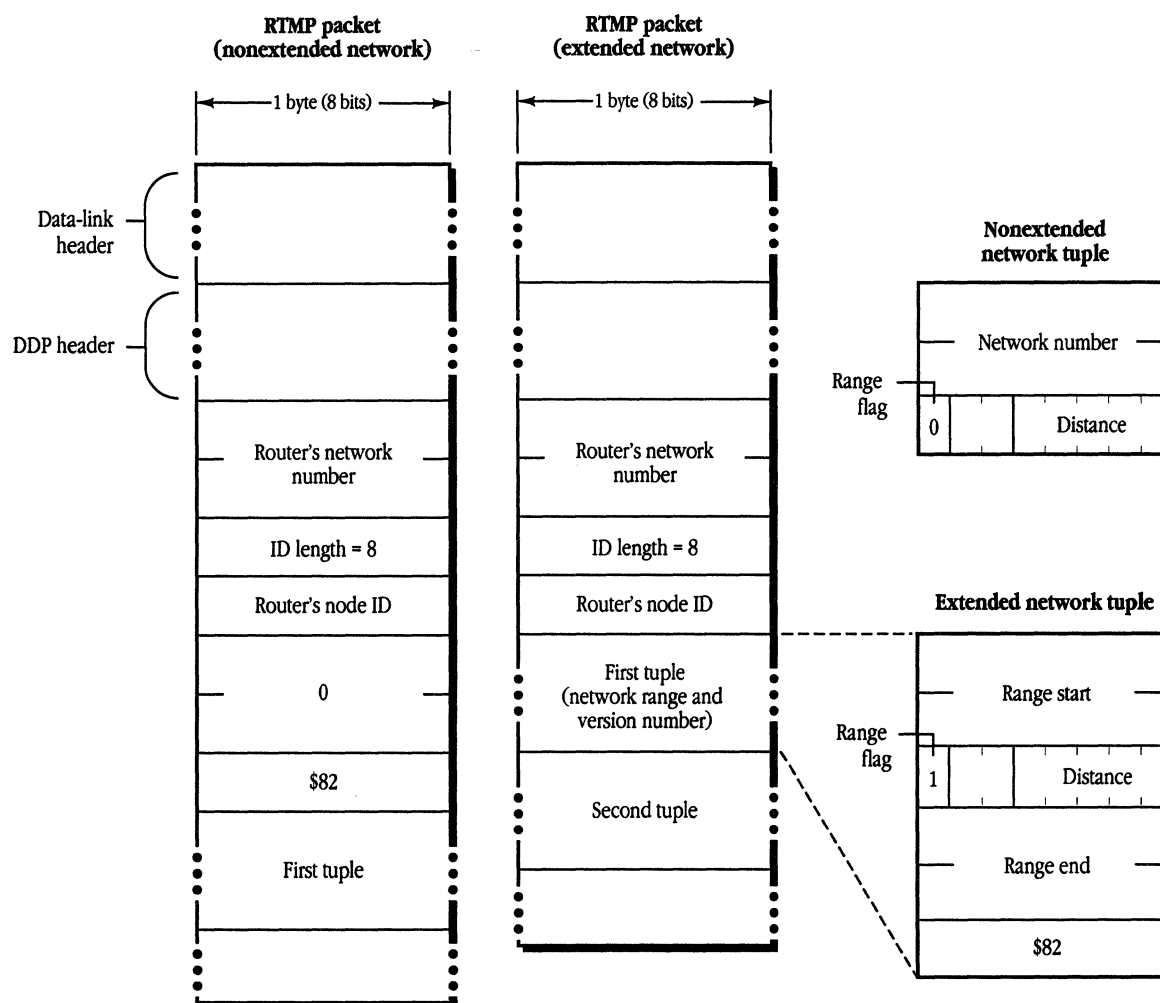 RTMP packet
(nonextended network)
1 byte (8 bits)
Data-link
header
DDP header
Router's network
number
ID length = 8
Router's node ID
0
$82
First tuple
RTMP packet
(extended network)
1 byte (8 bits)
Router's network
number
ID length = 8
Router's node ID
First tuple
(network range and
version number)
Second tuple
Nonextended
network tuple
Network number
Range
flag
0
Distance
Extended network tuple
Range start
Range
flag
1
Distance
Range end
$82